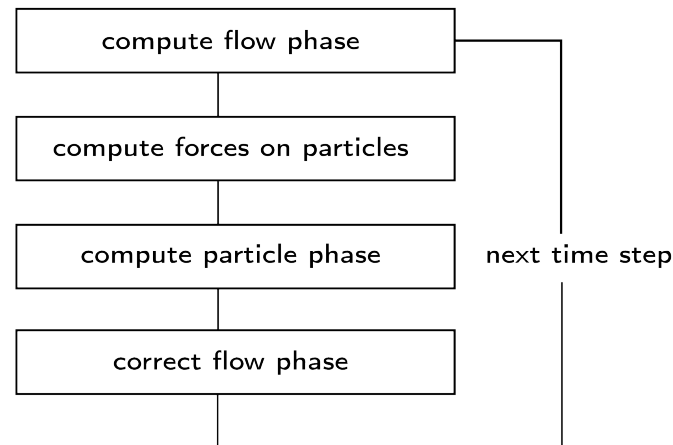 compute flow phase
compute forces on particles
compute particle phase
next time step
correct flow phase